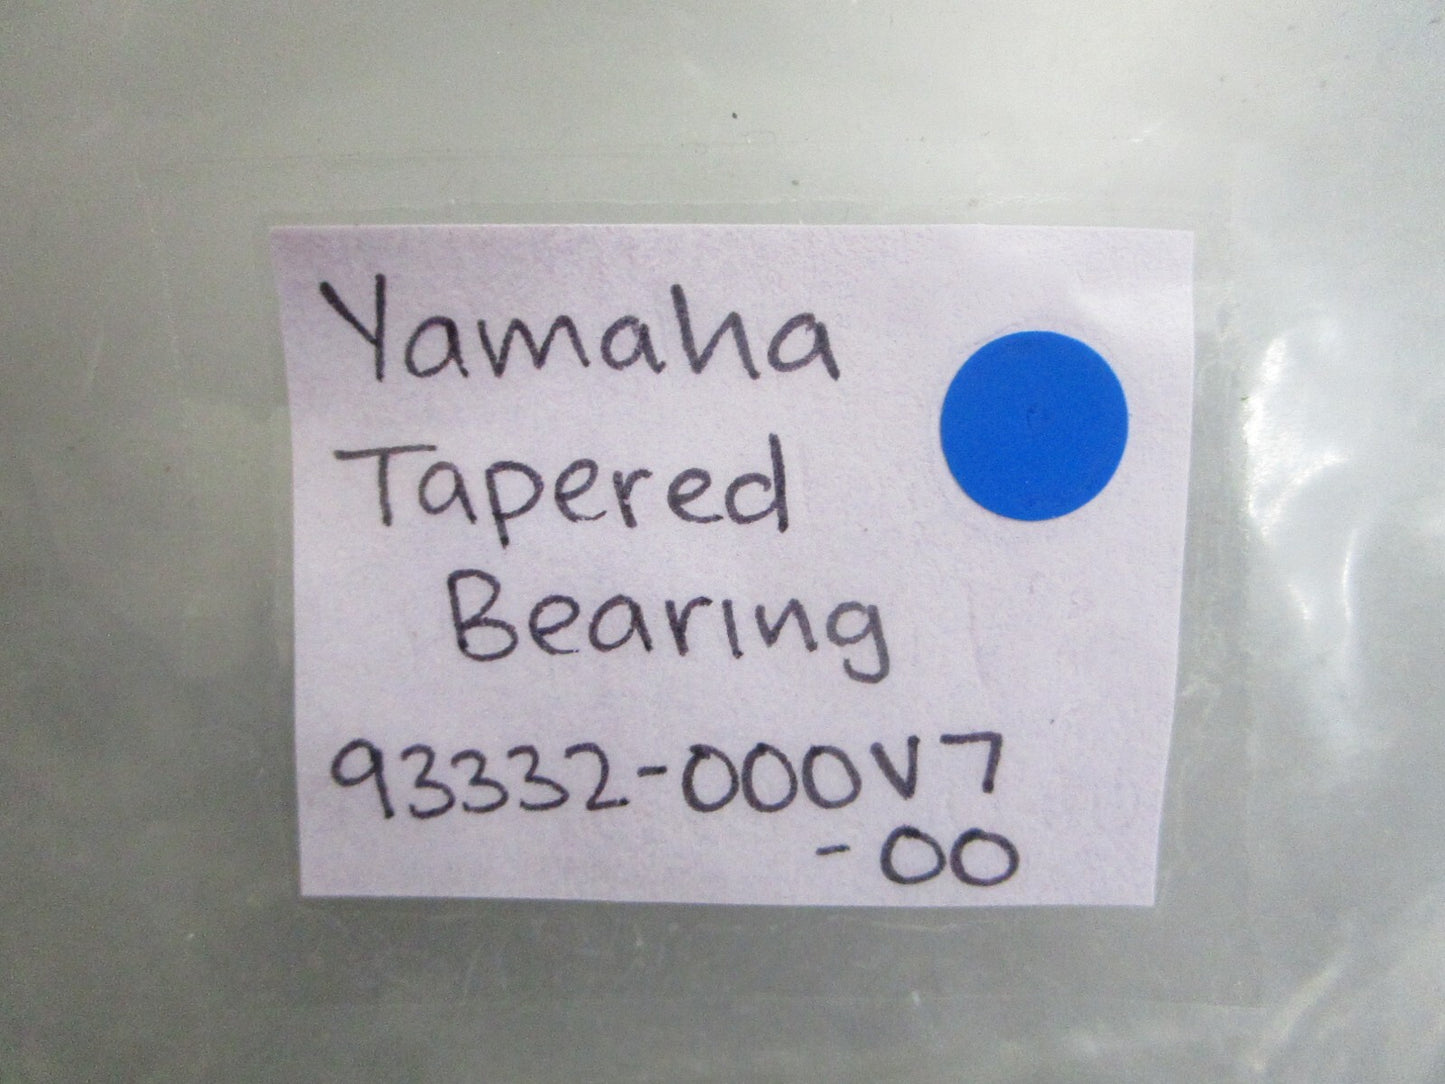 Yamaha
Tapered
Bearing
93332-000V7
-00